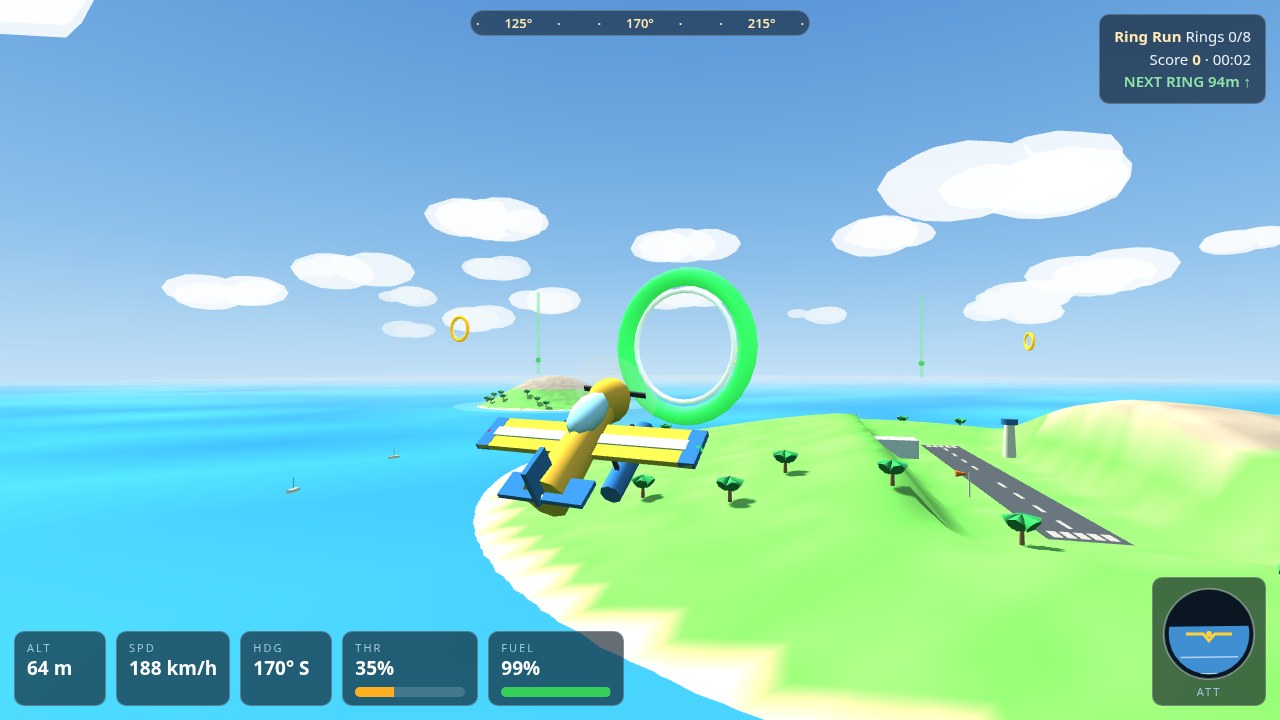 · 125° · · 170° · · 215° ·
Ring Run Rings 0/8
Score 0 · 00:02
NEXT RING 94m ↑
ALT
64 m
SPD
188 km/h
HDG
170° S
THR
35%
FUEL
99%
ATT